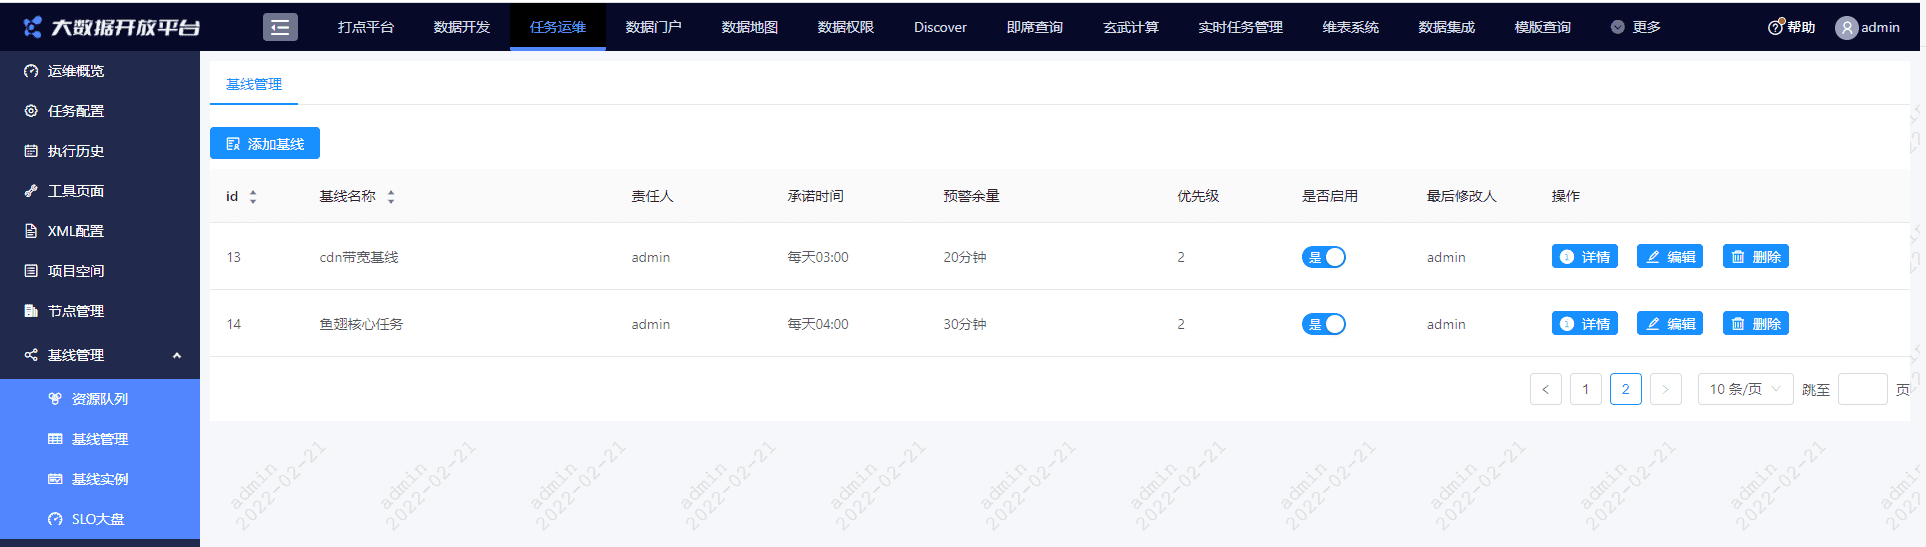 大数据开放平台 打点平台 数据开发 任务运维 数据门户 数据地图 数据权限 Discover 即席查询 玄武计算 实时任务管理 维表系统 数据集成 模版查询 更多 帮助 admin
运维概览
任务配置
执行历史
工具页面
XML配置
项目空间
节点管理
基线管理
资源队列
基线管理
基线实例
SLO大盘
基线管理
添加基线
id 基线名称 责任人 承诺时间 预警余量 优先级 是否启用 最后修改人 操作
13 cdn带宽基线 admin 每天03:00 20分钟 2 是 admin 详情 编辑 删除
14 鱼翅核心任务 admin 每天04:00 30分钟 2 是 admin 详情 编辑 删除
< 1 2 > 10 条/页 跳至 页
admin
2022-02-21
admin
2022-02-21
admin
2022-02-21
admin
2022-02-21
admin
2022-02-21
admin
2022-02-21
admin
2022-02-21
admin
2022-02-21
admin
2022-02-21
admin
2022-02-21
admin
2022-02-21